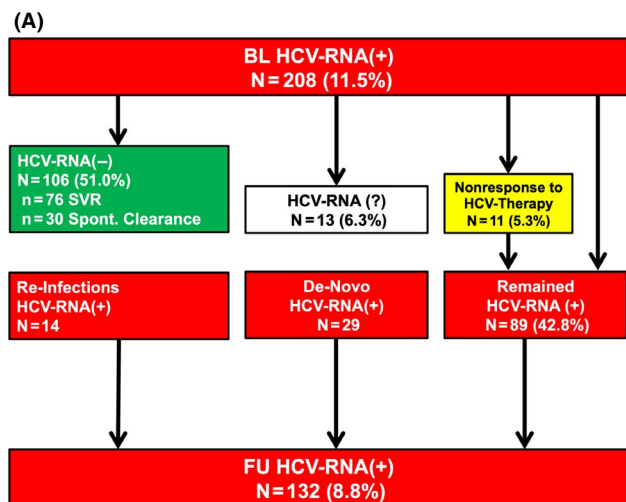 (A)
BL HCV-RNA(+)
N = 208 (11.5%)
HCV-RNA(–)
N = 106 (51.0%)
n = 76 SVR
n = 30 Spont. Clearance
HCV-RNA (?)
N = 13 (6.3%)
Nonresponse to
HCV-Therapy
N = 11 (5.3%)
Re-Infections
HCV-RNA(+)
N = 14
De-Novo
HCV-RNA(+)
N = 29
Remained
HCV-RNA (+)
N = 89 (42.8%)
FU HCV-RNA(+)
N = 132 (8.8%)